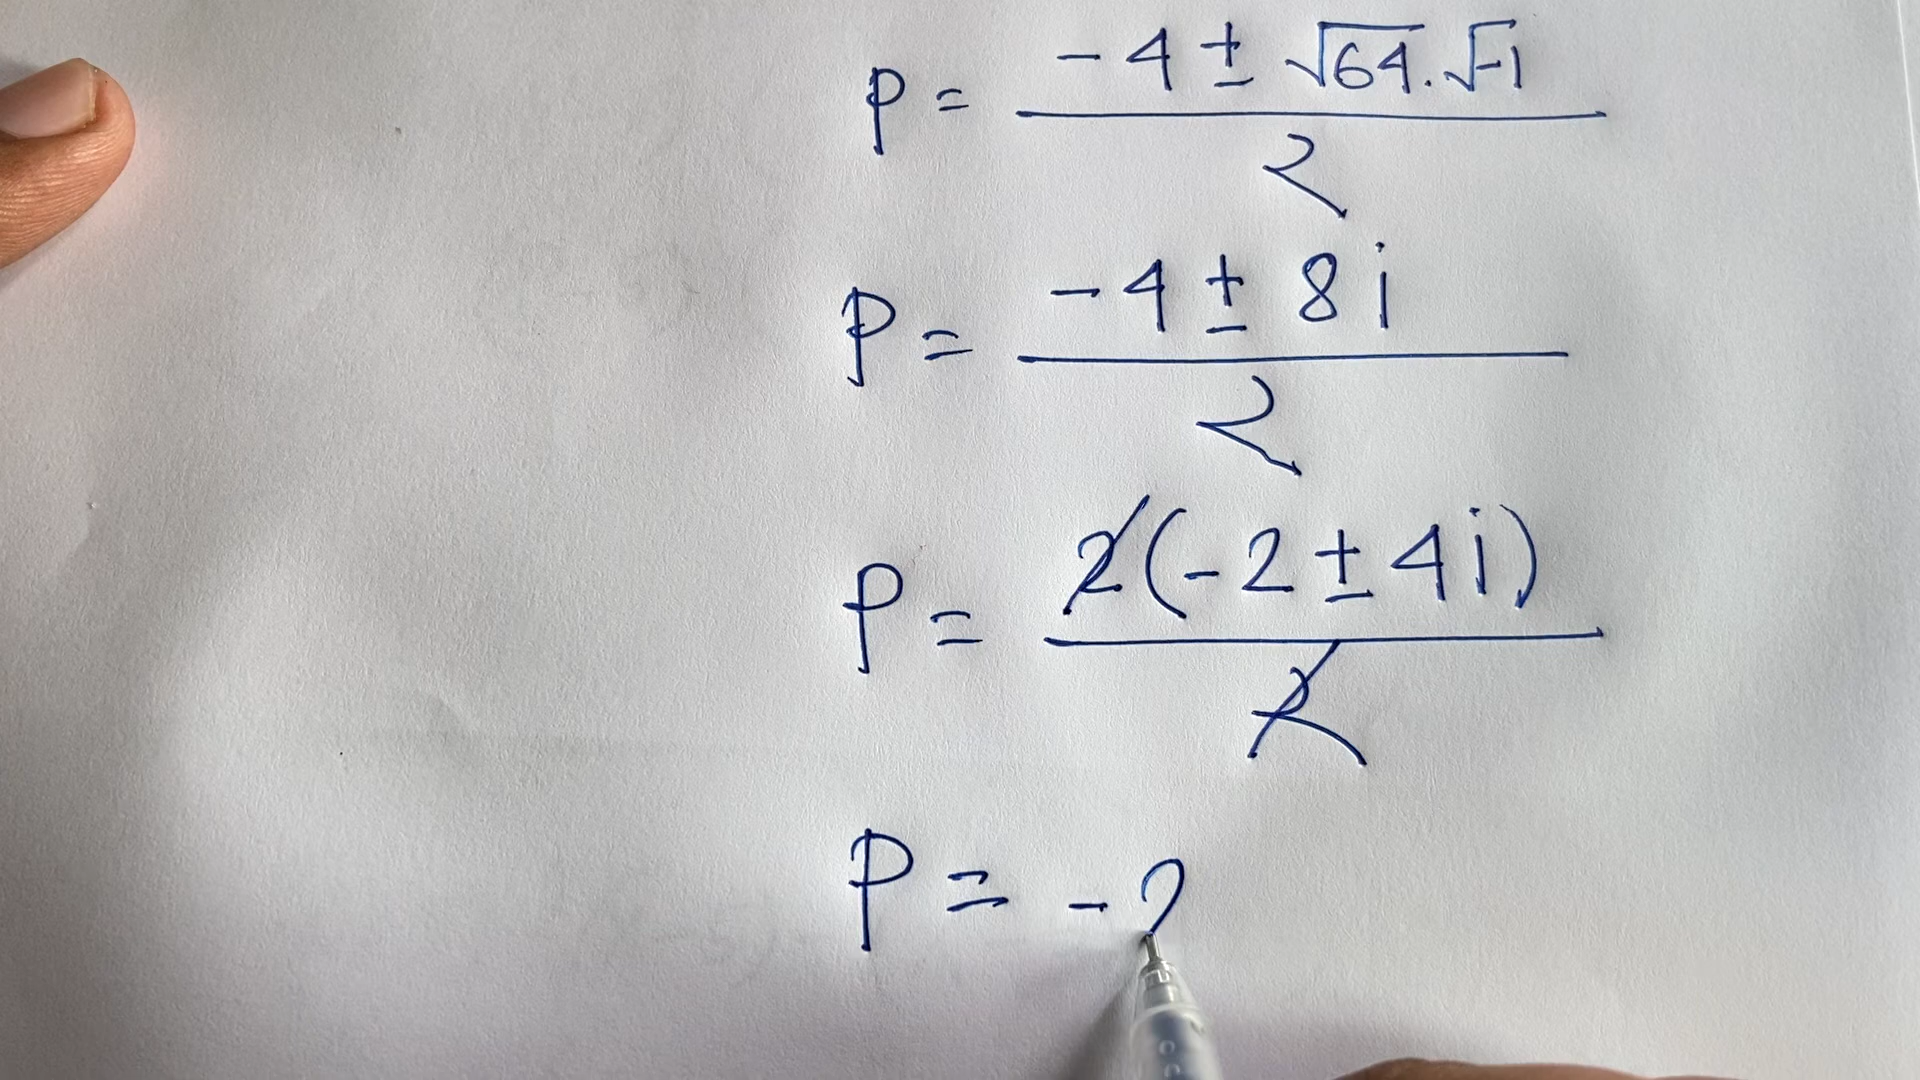 P = (-4 ± √64 . √-1) / 2
P = (-4 ± 8i) / 2
P = 2(-2 ± 4i) / 2
P = -2